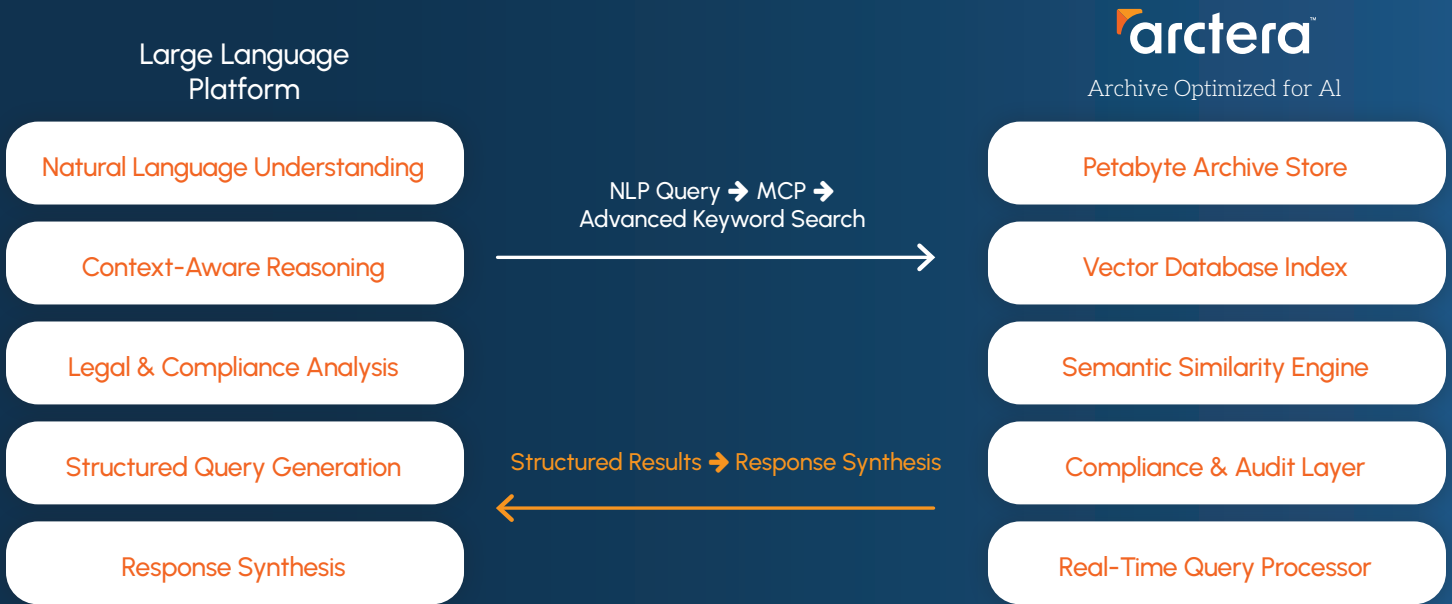 Large Language
Platform
Natural Language Understanding
Context-Aware Reasoning
Legal & Compliance Analysis
Structured Query Generation
Response Synthesis
NLP Query ➔ MCP ➔
Advanced Keyword Search
Structured Results ➔ Response Synthesis
arctera™
Archive Optimized for AI
Petabyte Archive Store
Vector Database Index
Semantic Similarity Engine
Compliance & Audit Layer
Real-Time Query Processor